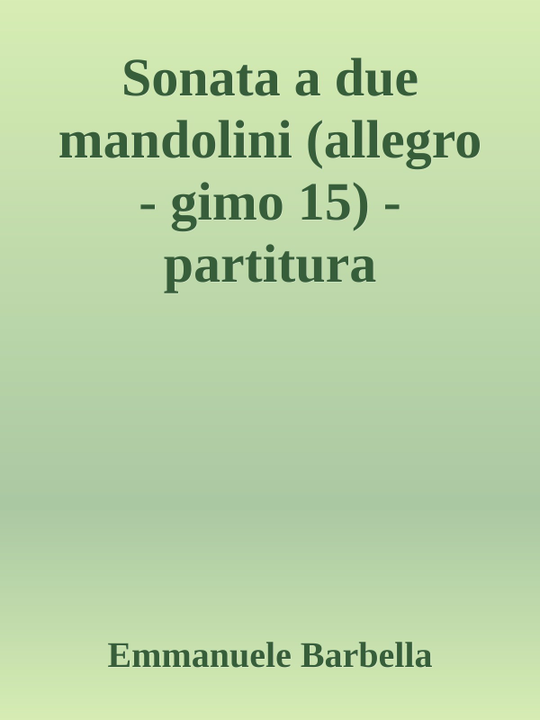 Sonata a due
mandolini (allegro
- gimo 15) -
partitura
Emmanuele Barbella